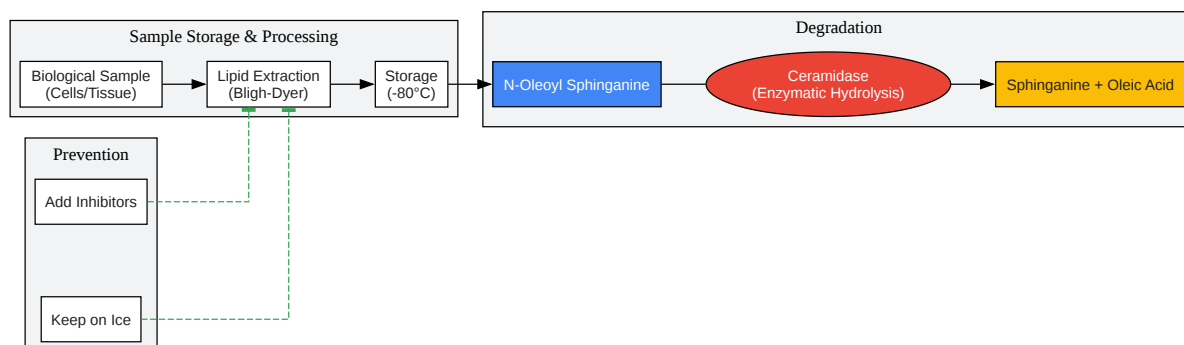 Sample Storage & Processing
Biological Sample
(Cells/Tissue)
Lipid Extraction
(Bligh-Dyer)
Storage
(-80°C)
Degradation
N-Oleoyl Sphinganine
Ceramidase
(Enzymatic Hydrolysis)
Sphinganine + Oleic Acid
Prevention
Add Inhibitors
Keep on Ice